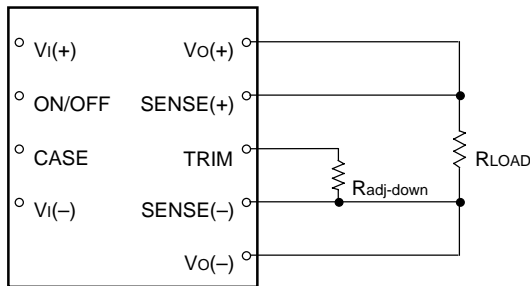 VI(+) VO(+)
ON/OFF SENSE(+)
CASE TRIM RLOAD
Radj-down
VI(–) SENSE(–)
VO(–)